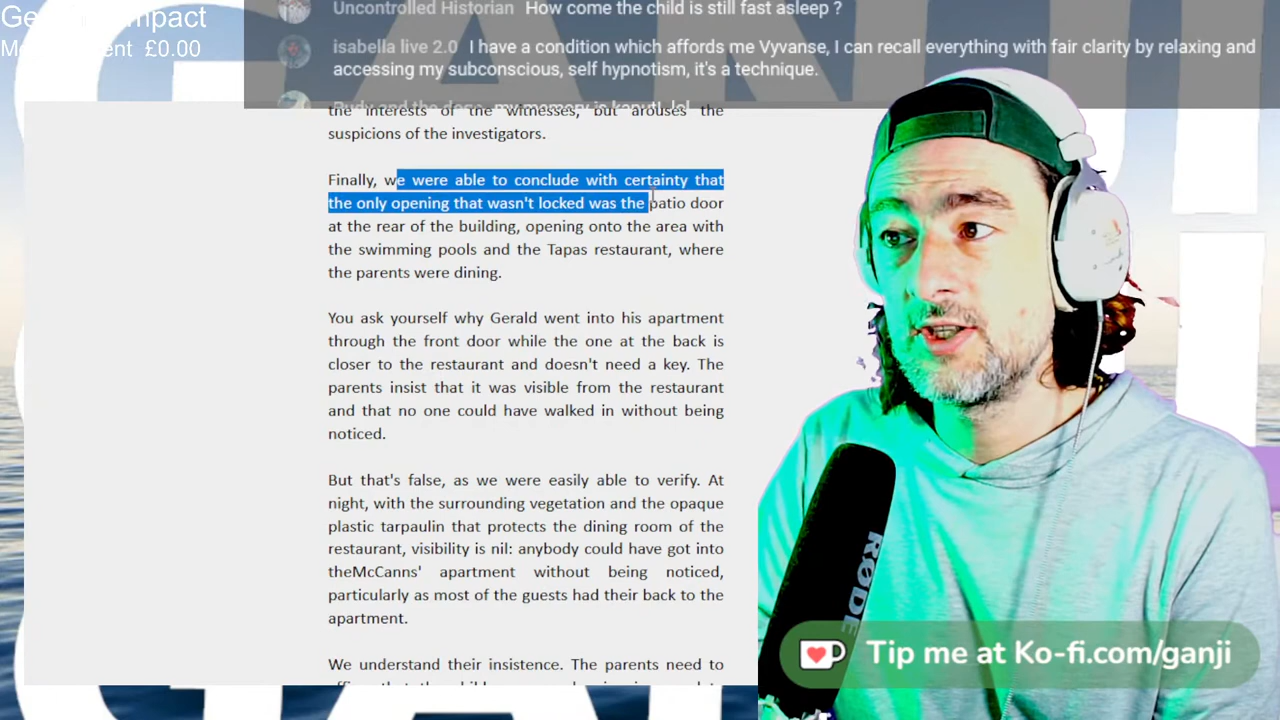 Ge
mpact
Uncontrolled Historian How come the child is still fast asleep ?
£0.00
isabella live 2.0 I have a condition which affords me Vyvanse, I can recall everything with fair clarity by relaxing and
accessing my subconscious, self hypnotism, it's a technique.
the interests of the witnesses, but arouses the
suspicions of the investigators.
Finally, we were able to conclude with certainty that
the only opening that wasn't locked was the patio door
at the rear of the building, opening onto the area with
the swimming pools and the Tapas restaurant, where
the parents were dining.
You ask yourself why Gerald went into his apartment
through the front door while the one at the back is
closer to the restaurant and doesn't need a key. The
parents insist that it was visible from the restaurant
and that no one could have walked in without being
noticed.
But that's false, as we were easily able to verify. At
night, with the surrounding vegetation and the opaque
plastic tarpaulin that protects the dining room of the
restaurant, visibility is nil: anybody could have got into
theMcCanns' apartment without being noticed,
particularly as most of the guests had their back to the
apartment.
We understand their insistence. The parents need to
RØDE
Tip me at Ko-fi.com/ganji